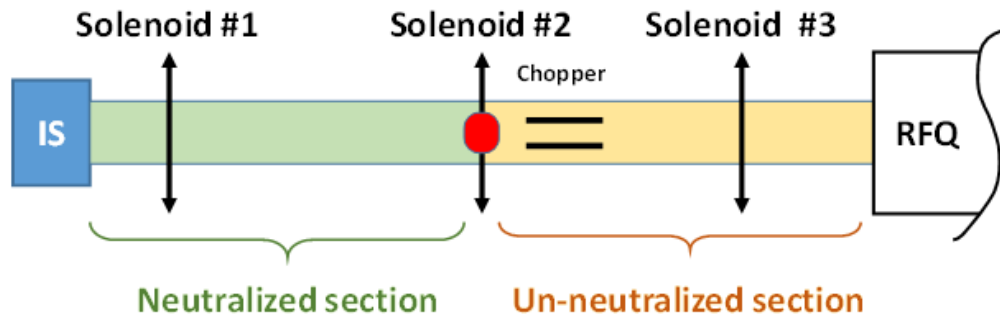 Solenoid #1
Solenoid #2
Solenoid #3
Chopper
IS
RFQ
Neutralized section
Un-neutralized section